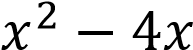 x² − 4x